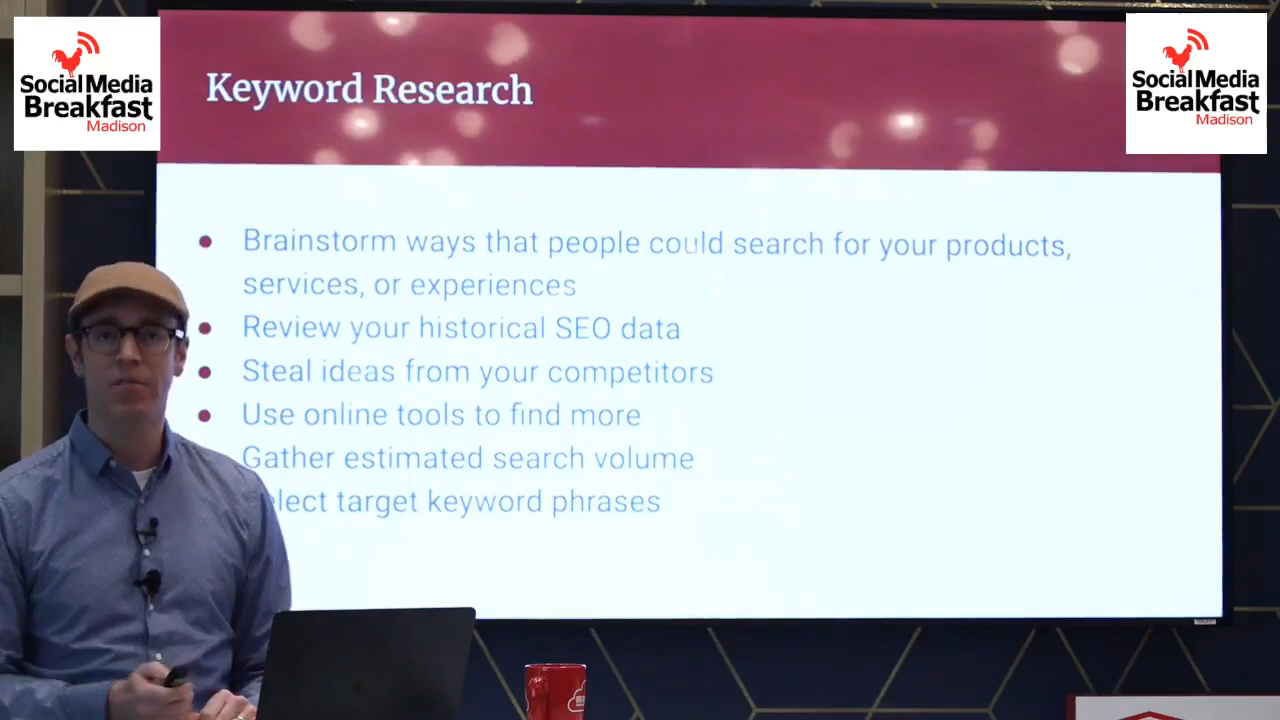 Social Media
Breakfast
Madison
Social Media
Breakfast
Madison
Keyword Research
Brainstorm ways that people could search for your products,
services, or experiences
Review your historical SEO data
Steal ideas from your competitors
Use online tools to find more
Gather estimated search volume
elect target keyword phrases